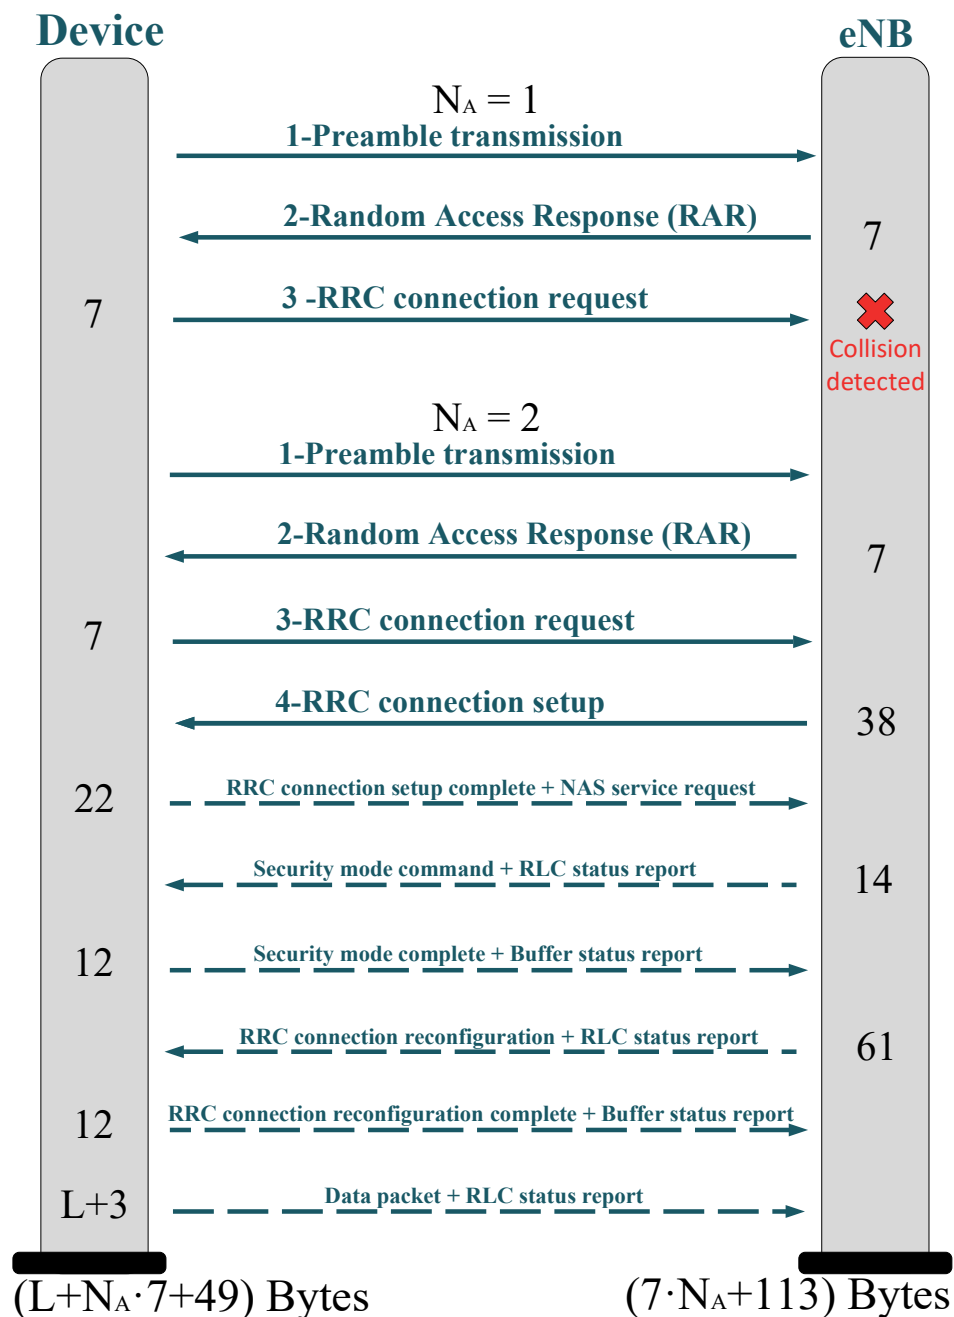 Device
eNB
Nᴀ = 1
1-Preamble transmission
2-Random Access Response (RAR)
7
3 -RRC connection request
7
Collision
detected
Nᴀ = 2
1-Preamble transmission
2-Random Access Response (RAR)
7
3-RRC connection request
7
4-RRC connection setup
38
RRC connection setup complete + NAS service request
22
Security mode command + RLC status report
14
Security mode complete + Buffer status report
12
RRC connection reconfiguration + RLC status report
61
RRC connection reconfiguration complete + Buffer status report
12
Data packet + RLC status report
L+3
(L+Nᴀ·7+49) Bytes
(7·Nᴀ+113) Bytes